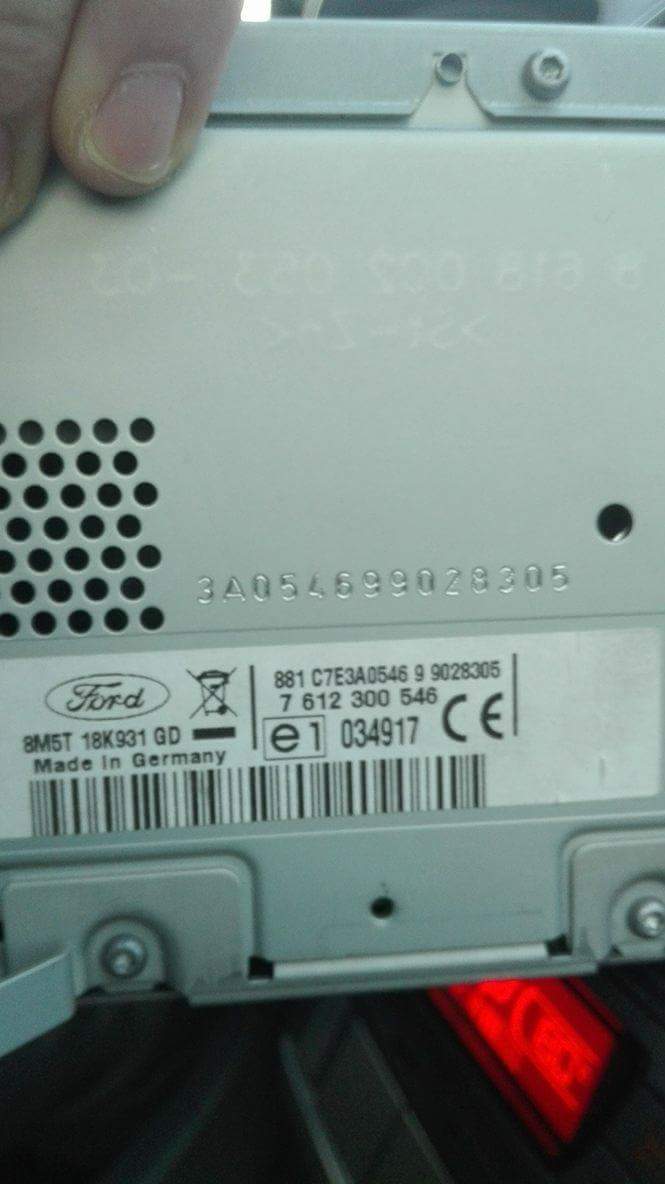 3A054699028305
Ford
881 C7E3A0546 9 9028305
7 612 300 546
8M5T 18K931 GD
e1 034917 CE
Made In Germany